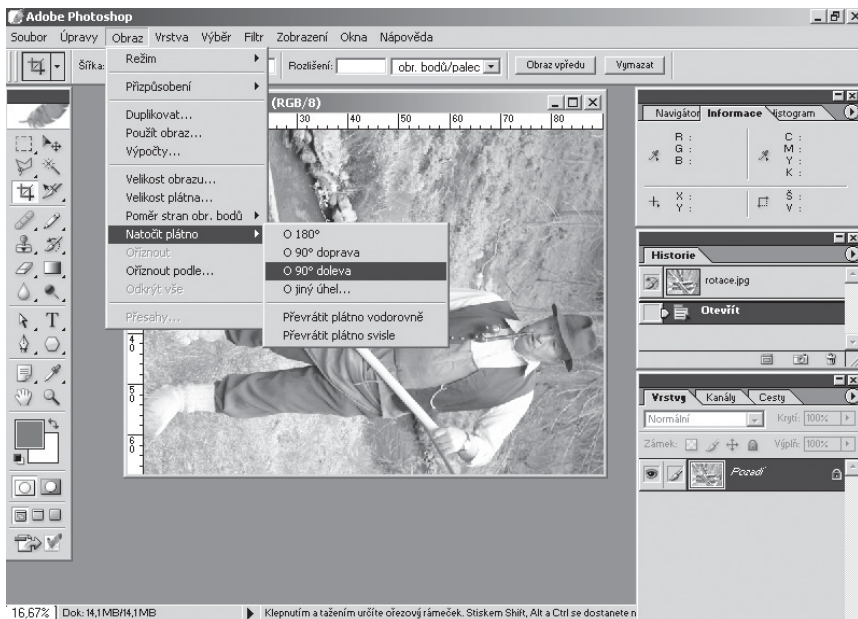 Adobe Photoshop
Soubor Úpravy Obraz Vrstva Výběr Filtr Zobrazení Okna Nápověda
Šířka: Rozlišení: obr. bodů/palec Obraz vpředu Vymazat
Režim
Přizpůsobení
Duplikovat...
Použít obraz...
Výpočty...
Velikost obrazu...
Velikost plátna...
Poměr stran obr. bodů
Natočit plátno
Oříznout
Oříznout podle...
Odkrýt vše
Přesahy...
O 180°
O 90° doprava
O 90° doleva
O jiný úhel...
Převrátit plátno vodorovně
Převrátit plátno svisle
(RGB/8)
30 40 50 60 70 80
40
50
60
Navigátor Informace Histogram
R : C :
G : M :
B : Y :
K :
X : Š :
Y : V :
Historie
rotace.jpg
Otevřít
Vrstvy Kanály Cesty
Normální Krytí: 100%
Zámek: Výplň: 100%
Pozadí
16,67% Dok: 14,1MB/14,1MB Klepnutím a tažením určíte ořezový rámeček. Stiskem Shift, Alt a Ctrl se dostanete n